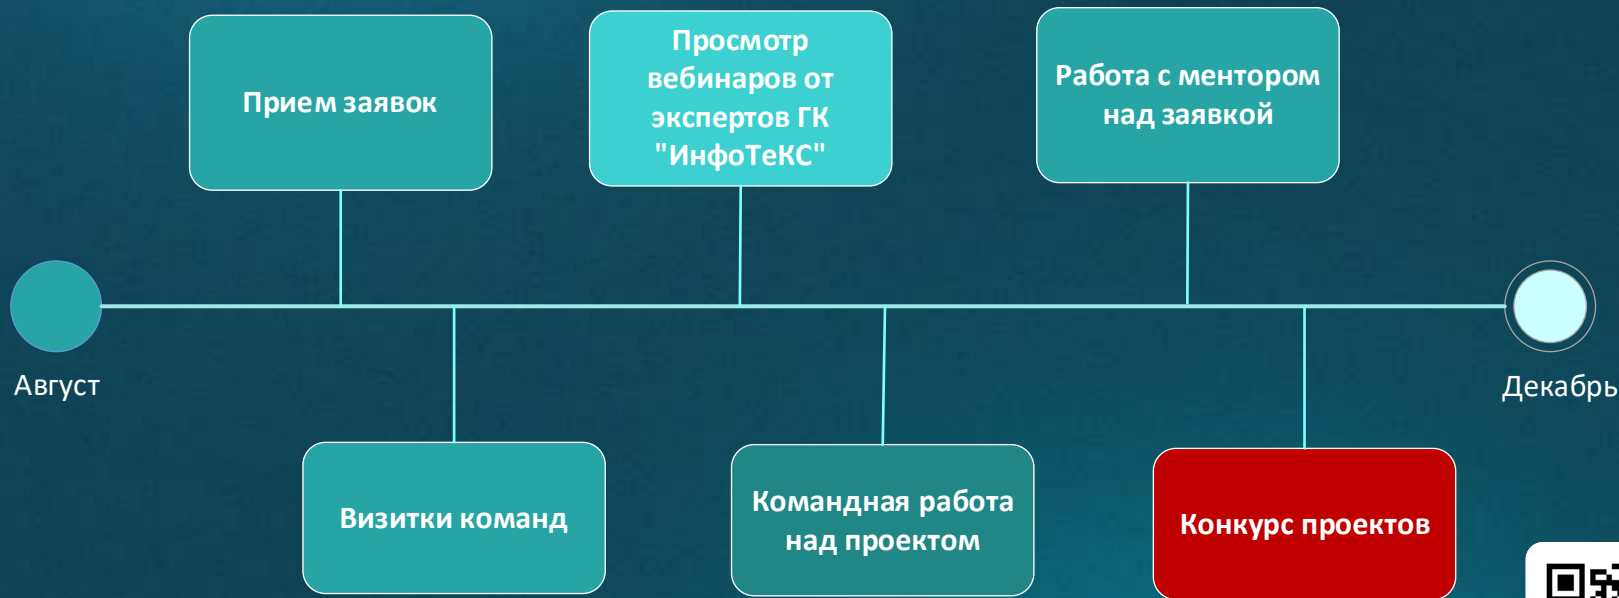 Прием заявок
Просмотр
вебинаров от
экспертов ГК
"ИнфоТеКС"
Работа с ментором
над заявкой
Август
Декабрь
Визитки команд
Командная работа
над проектом
Конкурс проектов